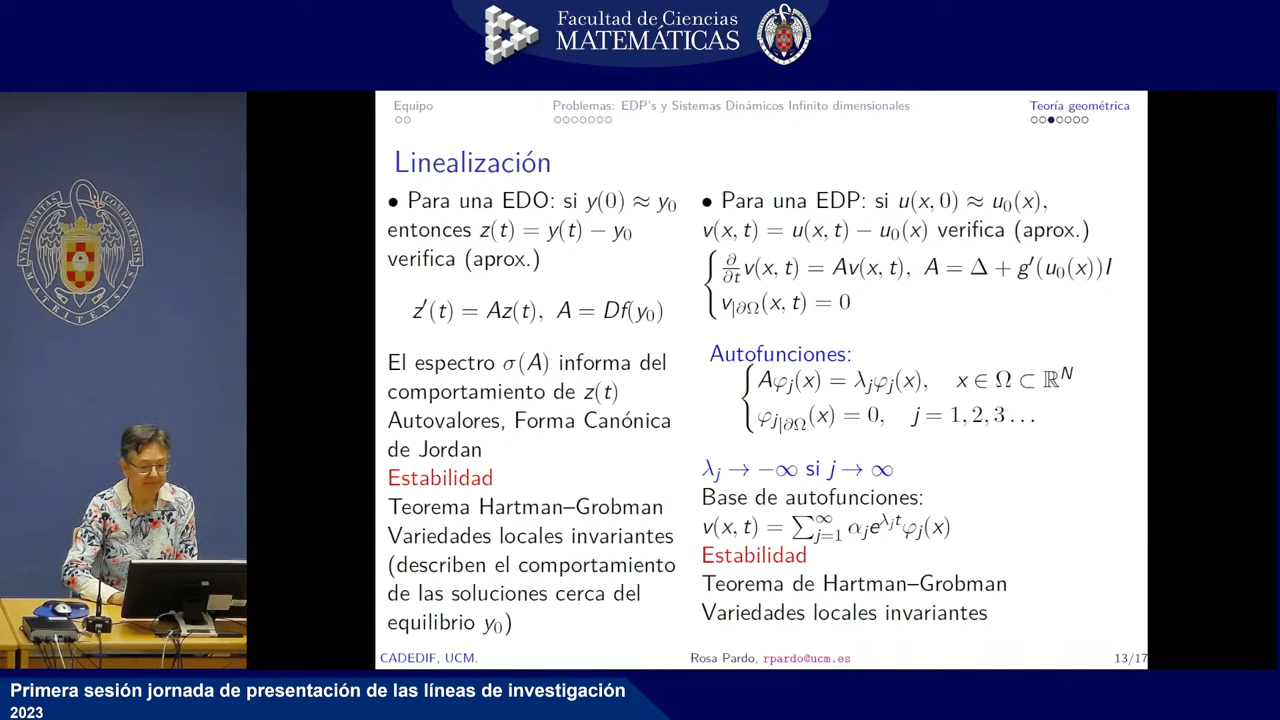 Facultad de Ciencias
MATEMÁTICAS
Equipo
Problemas: EDP's y Sistemas Dinámicos Infinito dimensionales
Teoría geométrica
Linealización
• Para una EDO: si y(0) ≈ y₀
entonces z(t) = y(t) − y₀
verifica (aprox.)
z′(t) = Az(t), A = Df(y₀)
El espectro σ(A) informa del
comportamiento de z(t)
Autovalores, Forma Canónica
de Jordan
Estabilidad
Teorema Hartman–Grobman
Variedades locales invariantes
(describen el comportamiento
de las soluciones cerca del
equilibrio y₀)
• Para una EDP: si u(x, 0) ≈ u₀(x),
v(x, t) = u(x, t) − u₀(x) verifica (aprox.)
∂/∂t v(x, t) = Av(x, t), A = Δ + g′(u₀(x))I
v|∂Ω(x, t) = 0
Autofunciones:
Aφⱼ(x) = λⱼφⱼ(x), x ∈ Ω ⊂ ℝᴺ
φⱼ|∂Ω(x) = 0, j = 1, 2, 3 . . .
λⱼ → −∞ si j → ∞
Base de autofunciones:
v(x, t) = ∑_{j=1}^{∞} αⱼe^{λⱼt}φⱼ(x)
Estabilidad
Teorema de Hartman–Grobman
Variedades locales invariantes
CADEDIF, UCM.
Rosa Pardo, rpardo@ucm.es
13/17
Primera sesión jornada de presentación de las líneas de investigación
2023